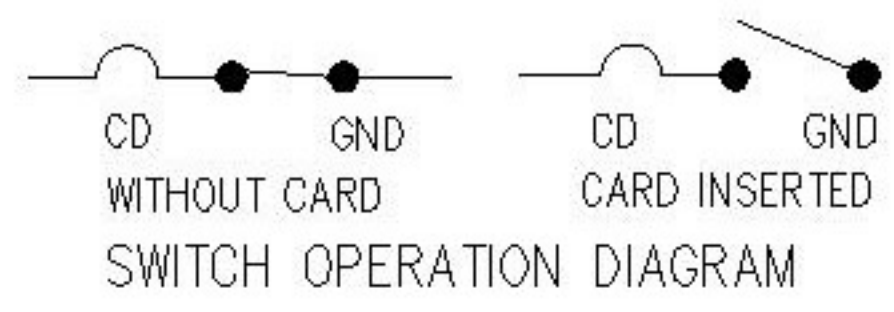 CD GND CD GND
WITHOUT CARD CARD INSERTED
SWITCH OPERATION DIAGRAM